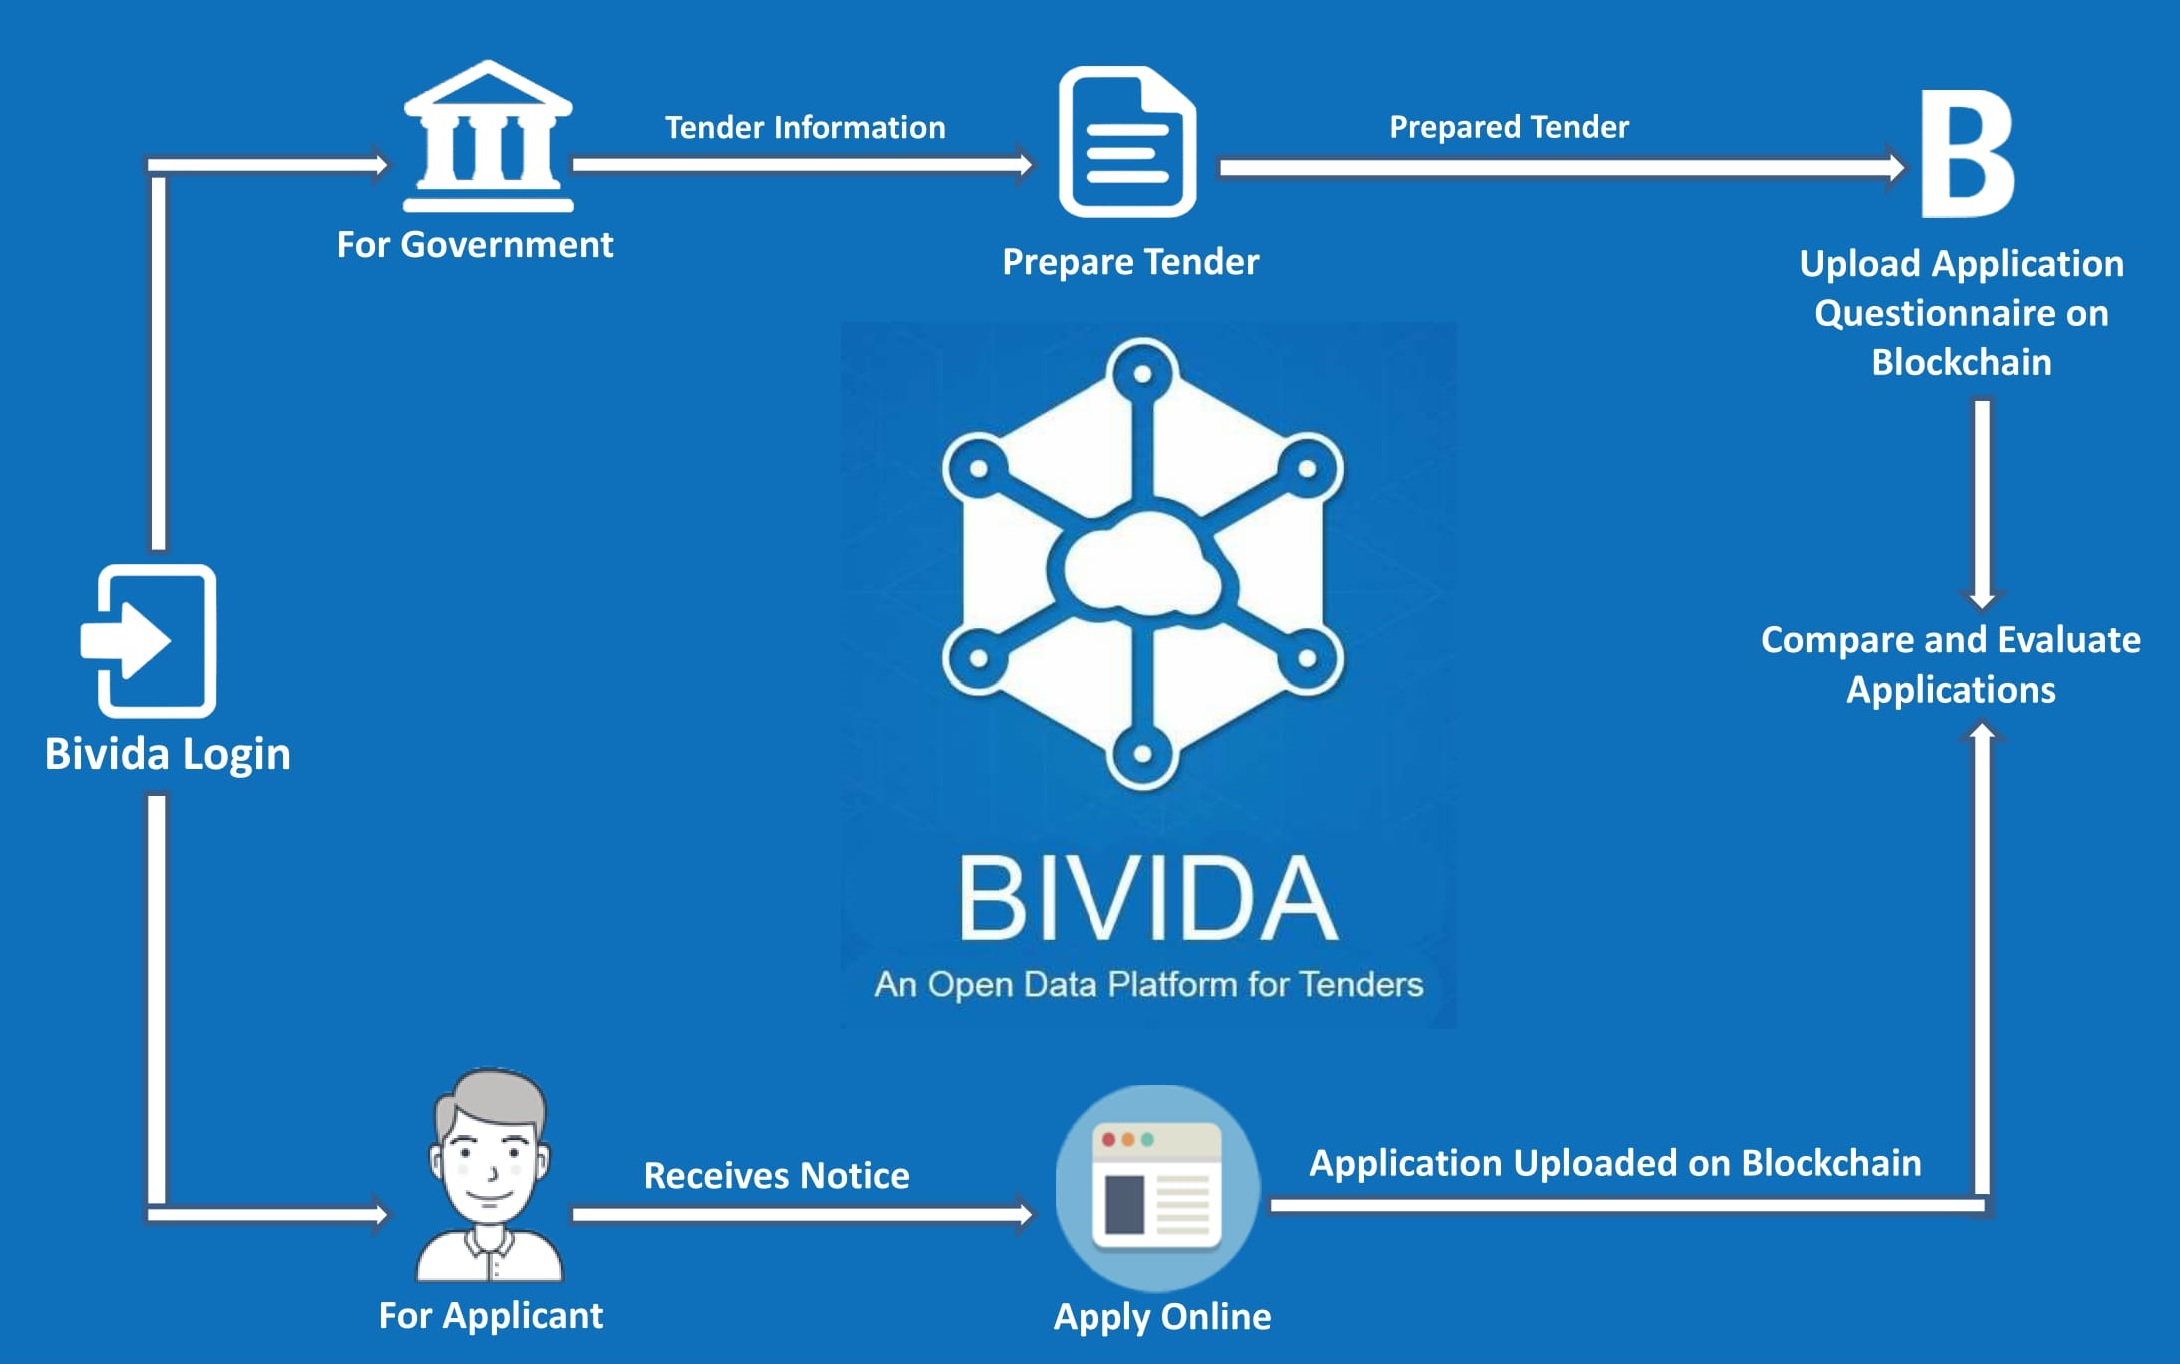 Tender Information
Prepared Tender
B
For Government
Prepare Tender
Upload Application
Questionnaire on
Blockchain
Compare and Evaluate
Applications
Bivida Login
BIVIDA
An Open Data Platform for Tenders
Receives Notice
Application Uploaded on Blockchain
For Applicant
Apply Online